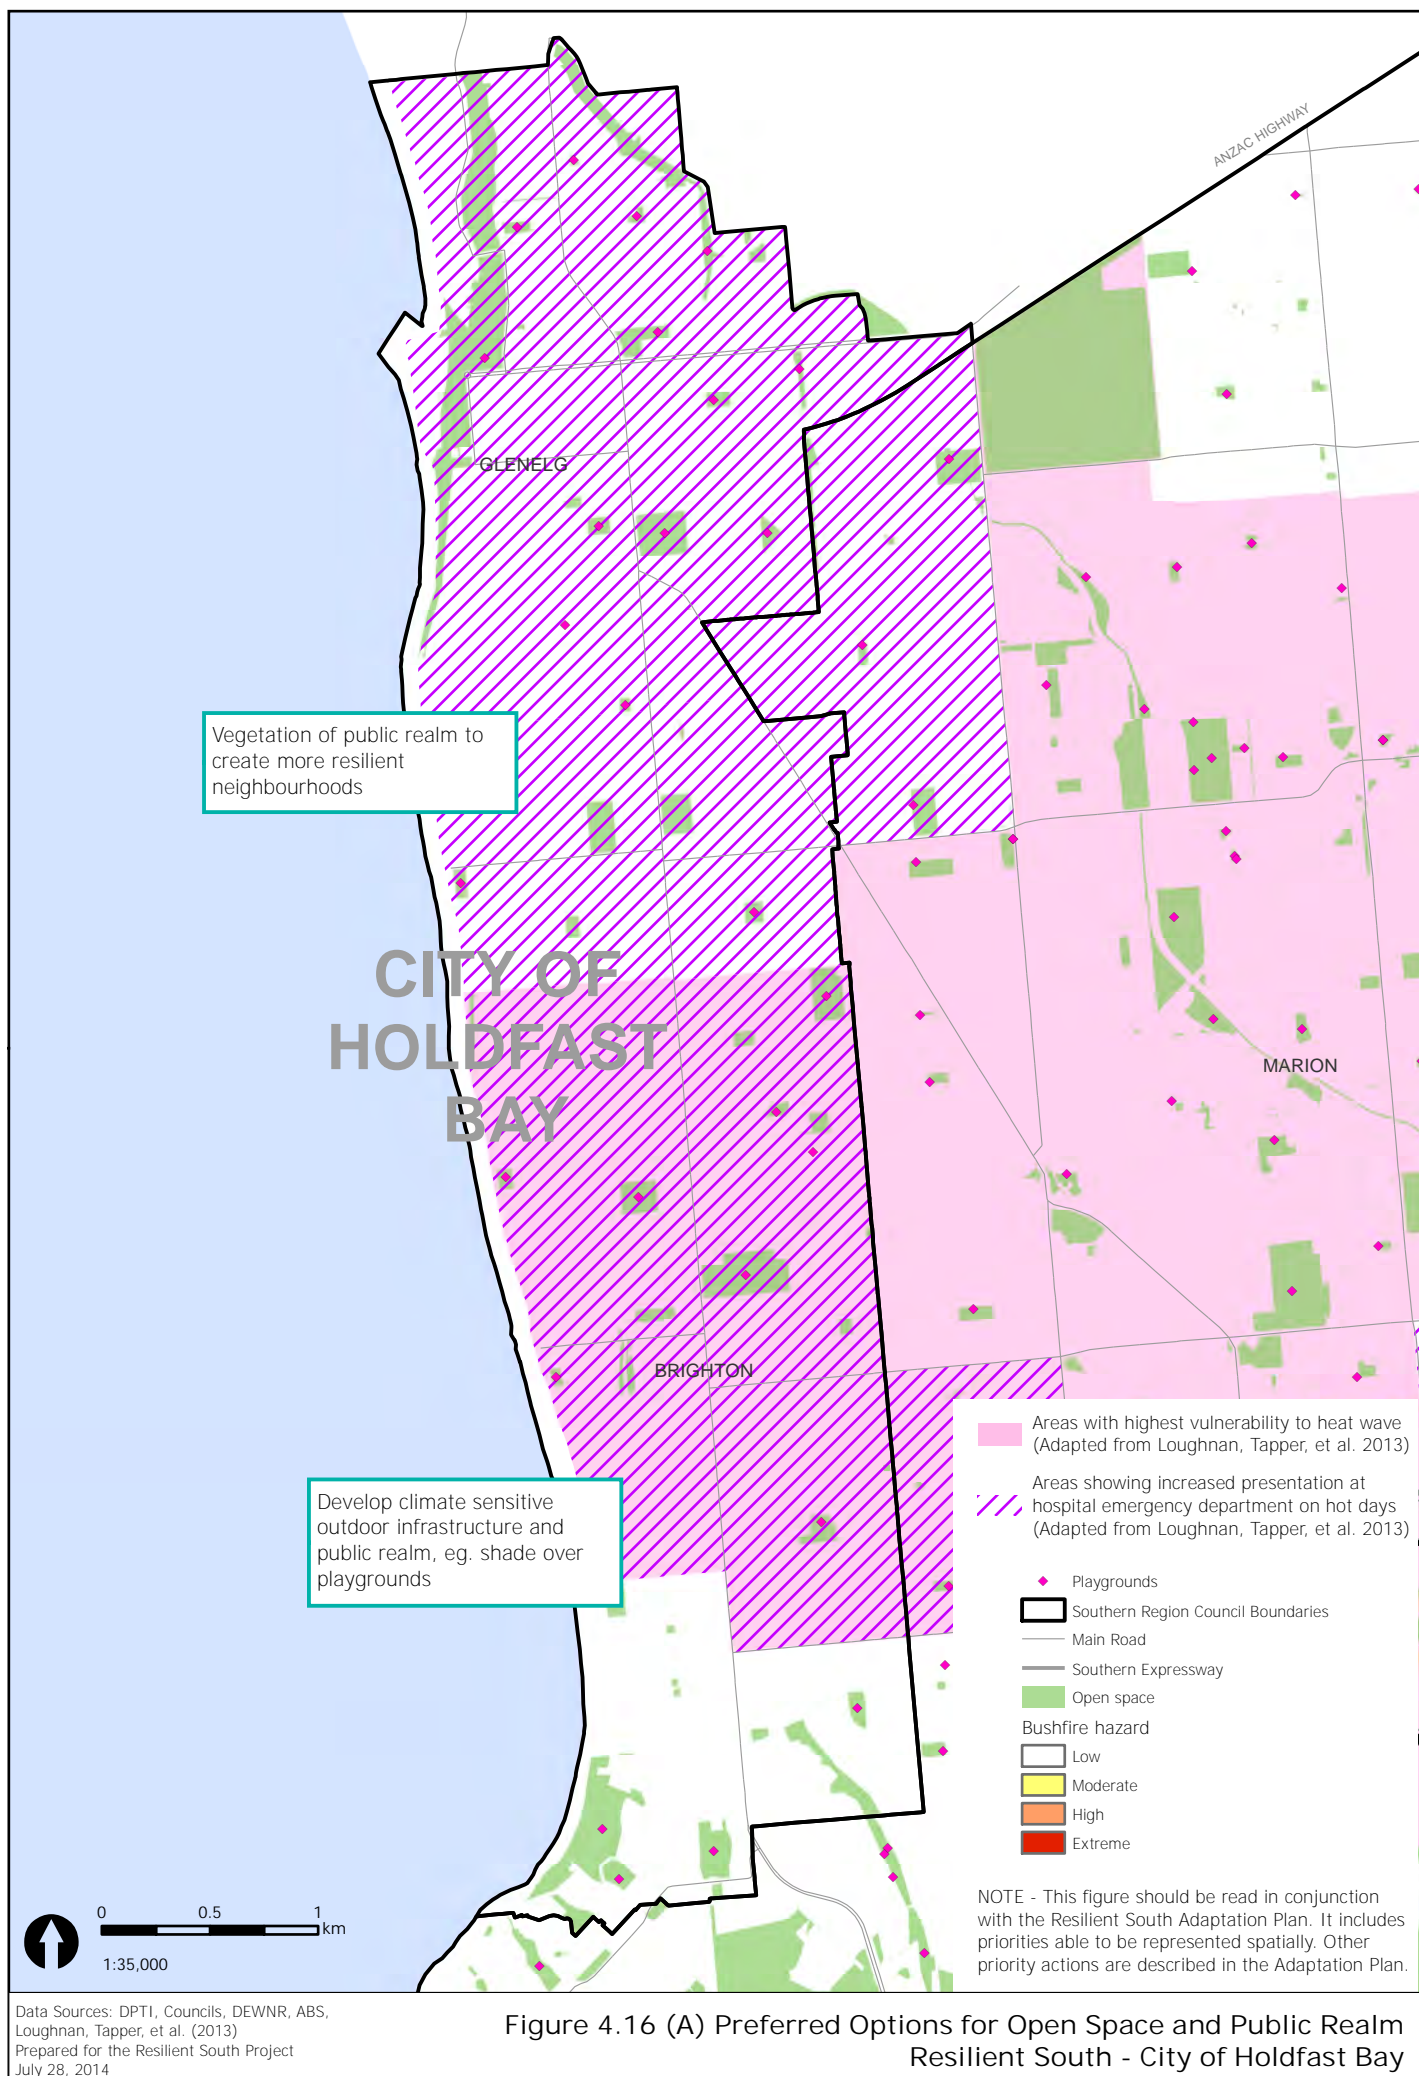 ANZAC HIGHWAY
GLENELG
Vegetation of public realm to
create more resilient
neighbourhoods
CITY OF
HOLDFAST
BAY
MARION
BRIGHTON
Develop climate sensitive
outdoor infrastructure and
public realm, eg. shade over
playgrounds
Areas with highest vulnerability to heat wave
(Adapted from Loughnan, Tapper, et al. 2013)
Areas showing increased presentation at
hospital emergency department on hot days
(Adapted from Loughnan, Tapper, et al. 2013)
Playgrounds
Southern Region Council Boundaries
Main Road
Southern Expressway
Open space
Bushfire hazard
Low
Moderate
High
Extreme
NOTE - This figure should be read in conjunction
with the Resilient South Adaptation Plan. It includes
priorities able to be represented spatially. Other
priority actions are described in the Adaptation Plan.
0 0.5 1
km
1:35,000
Data Sources: DPTI, Councils, DEWNR, ABS,
Loughnan, Tapper, et al. (2013)
Prepared for the Resilient South Project
July 28, 2014
Figure 4.16 (A) Preferred Options for Open Space and Public Realm
Resilient South - City of Holdfast Bay